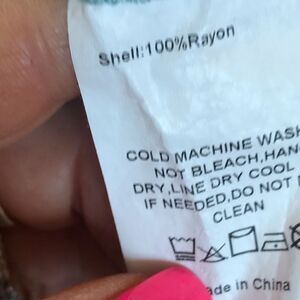 Shell:100%Rayon
COLD MACHINE WASH
NOT BLEACH,HAN
DRY,LINE DRY COOL
IF NEEDED,DO NOT
CLEAN
ade in China